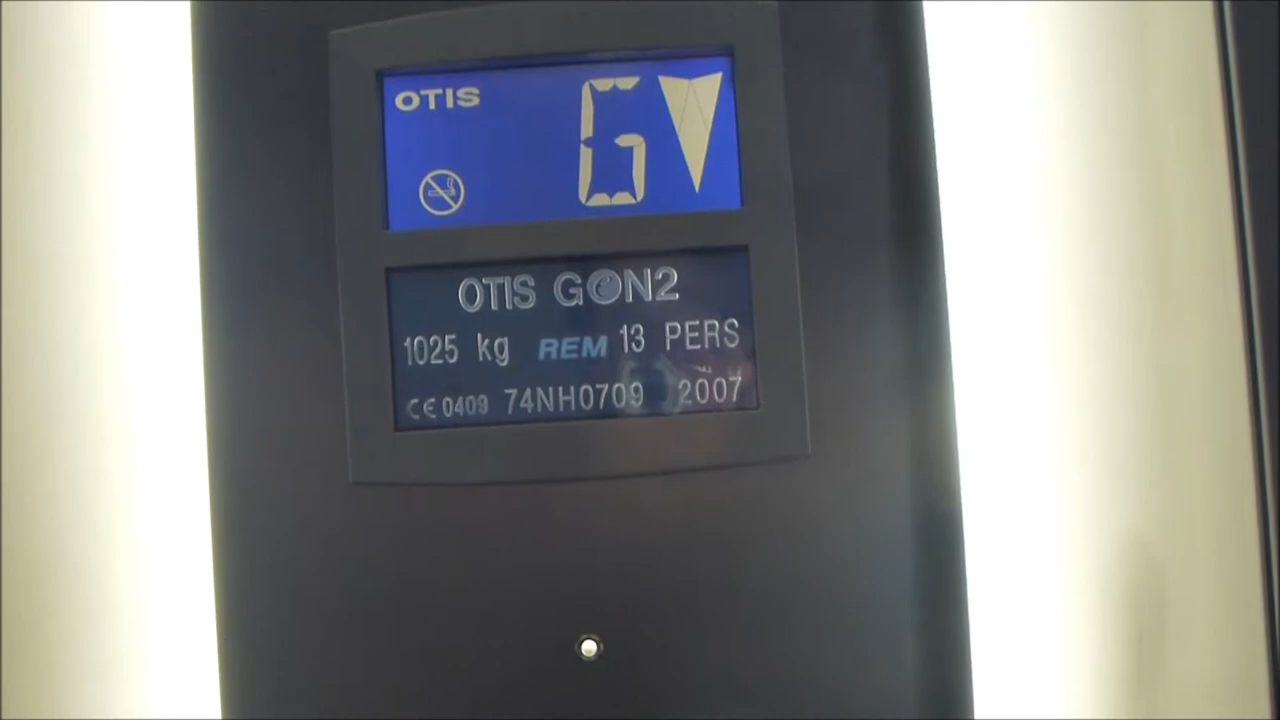 OTIS
G
OTIS GEN2
1025 kg REM 13 PERS
CE 0409 74NH0709 2007